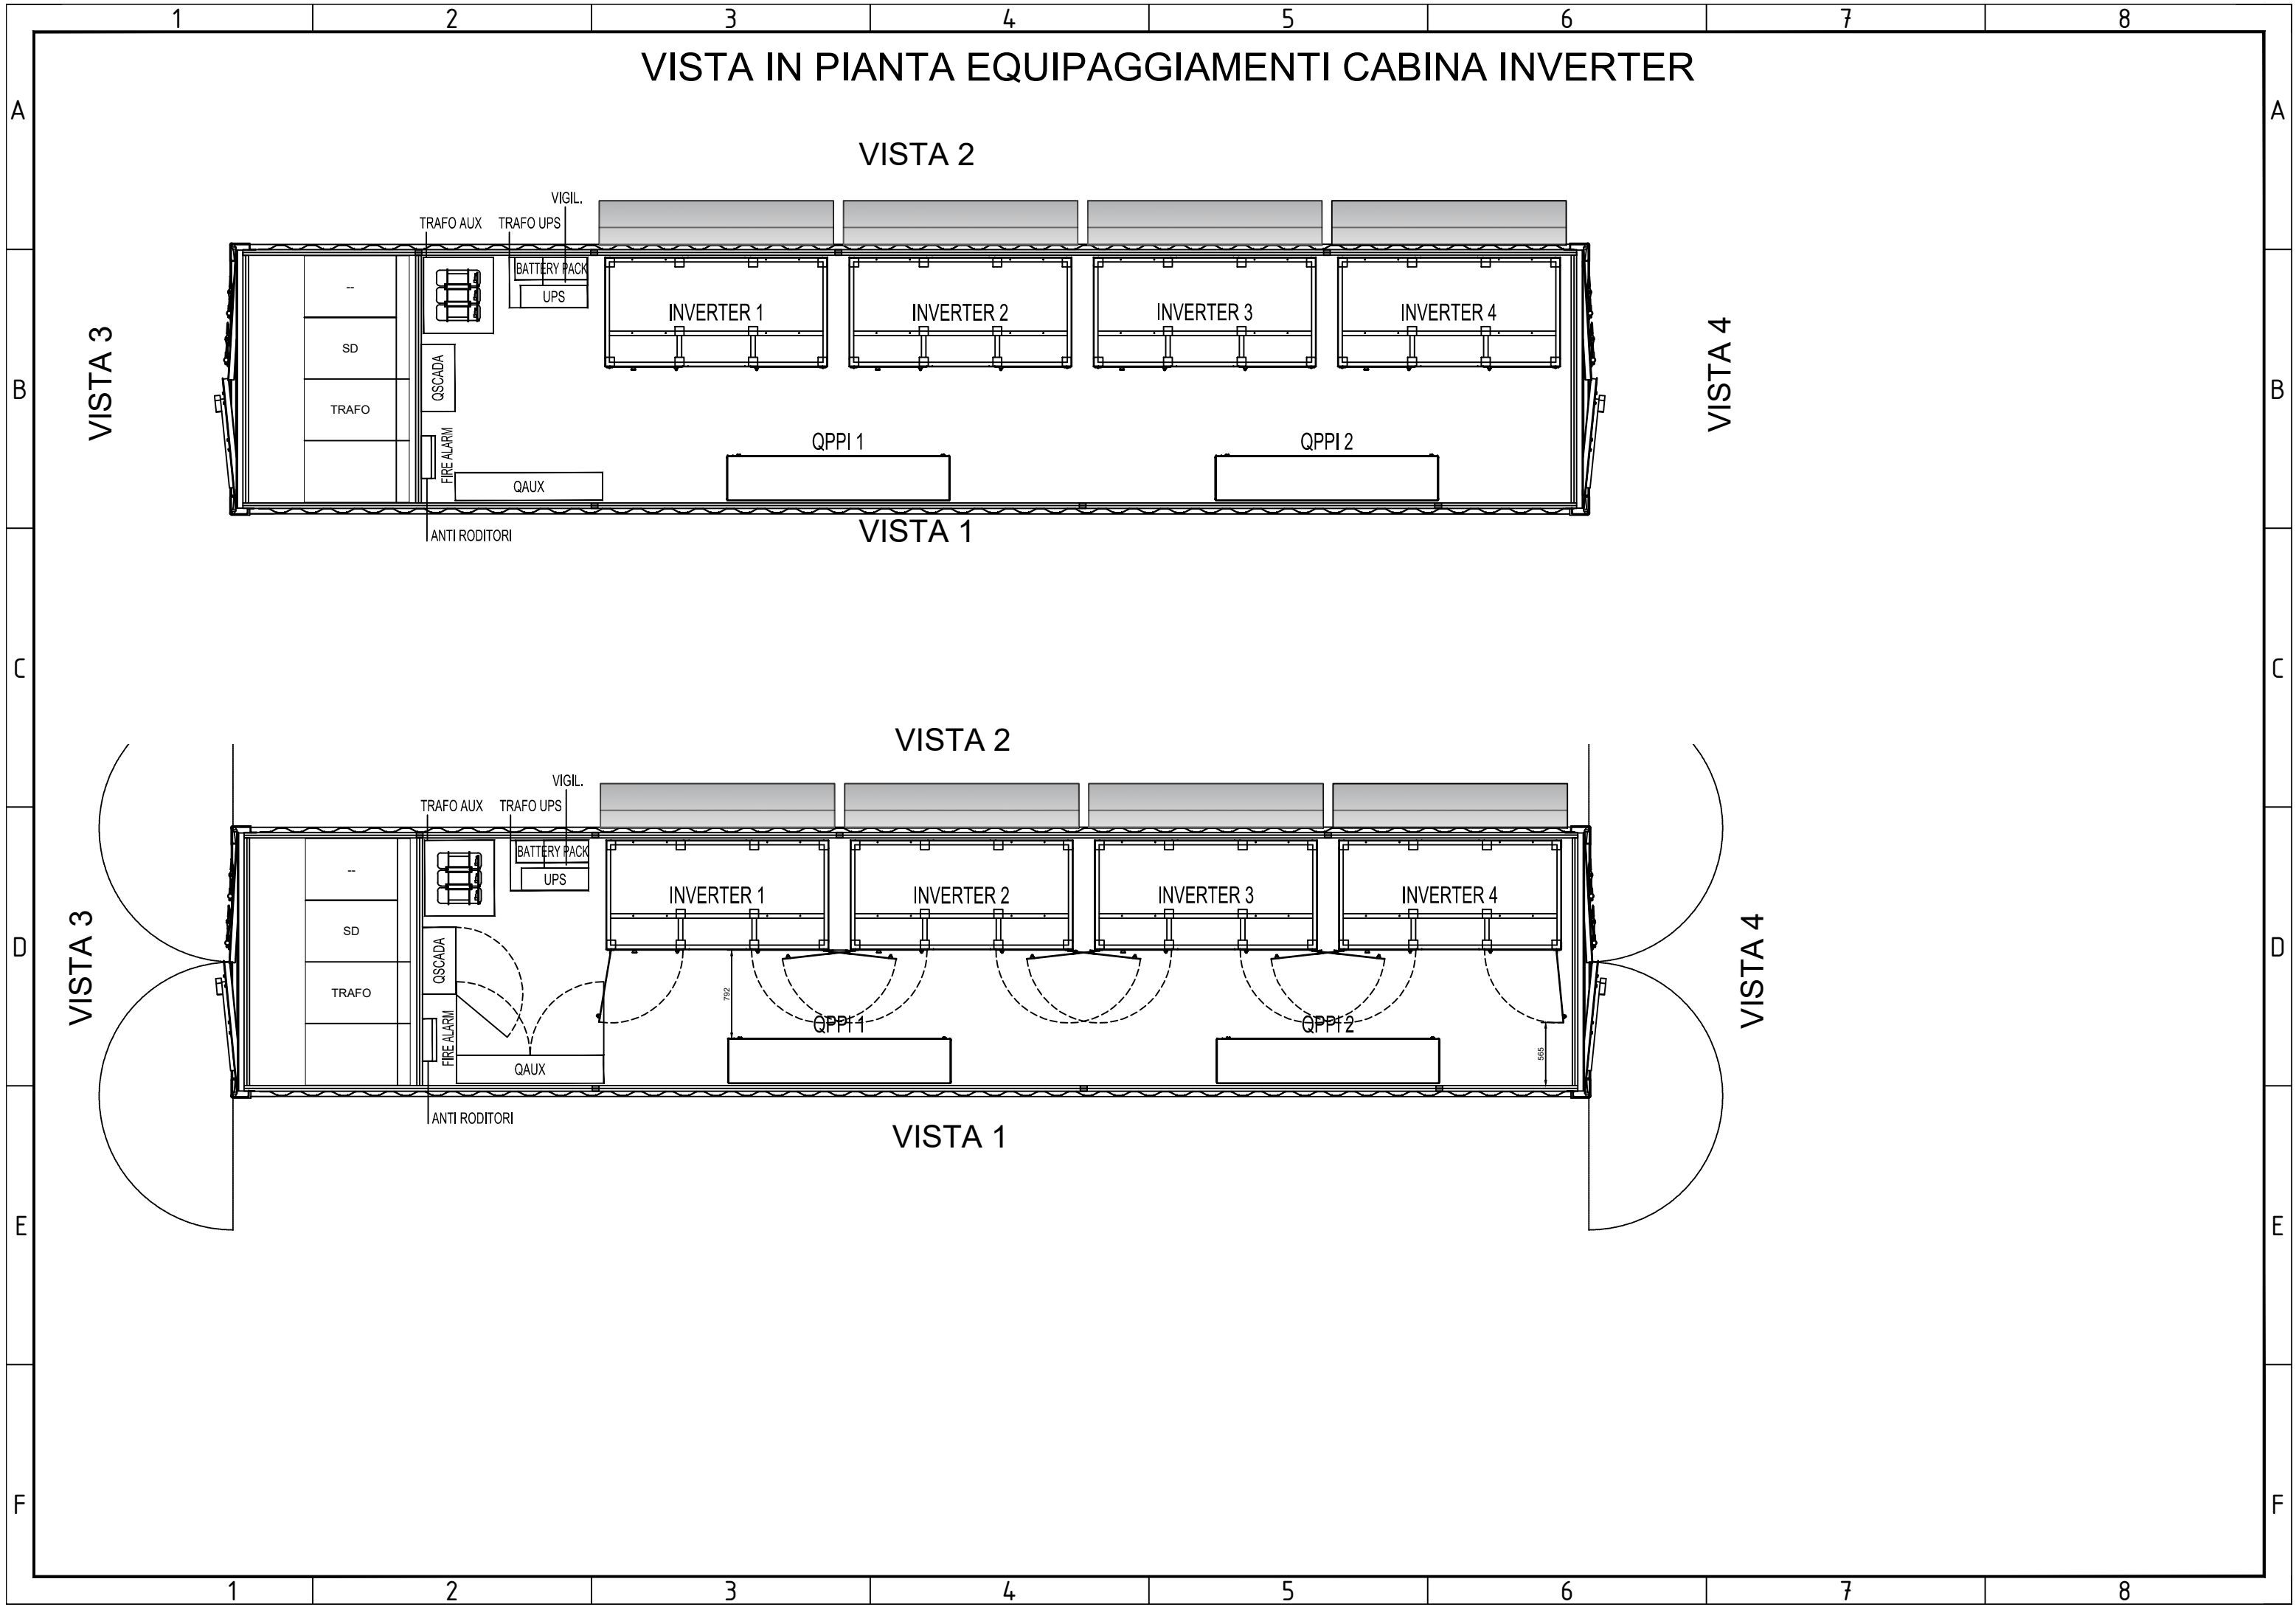 1 2 3 4 5 6 7 8
VISTA IN PIANTA EQUIPAGGIAMENTI CABINA INVERTER
A A
VISTA 2
VIGIL.
TRAFO AUX TRAFO UPS
BATTERY PACK
UPS
--
INVERTER 1 INVERTER 2 INVERTER 3 INVERTER 4
SD
QSCADA
VISTA 3
VISTA 4
B B
TRAFO
FIRE ALARM
QPPI 1 QPPI 2
QAUX
ANTI RODITORI
VISTA 1
C C
VISTA 2
VIGIL.
TRAFO AUX TRAFO UPS
BATTERY PACK
UPS
--
INVERTER 1 INVERTER 2 INVERTER 3 INVERTER 4
SD
QSCADA
VISTA 3
VISTA 4
D D
TRAFO
792
FIRE ALARM
QPPI 1 QPPI 2
565
QAUX
ANTI RODITORI
VISTA 1
E E
F F
1 2 3 4 5 6 7 8